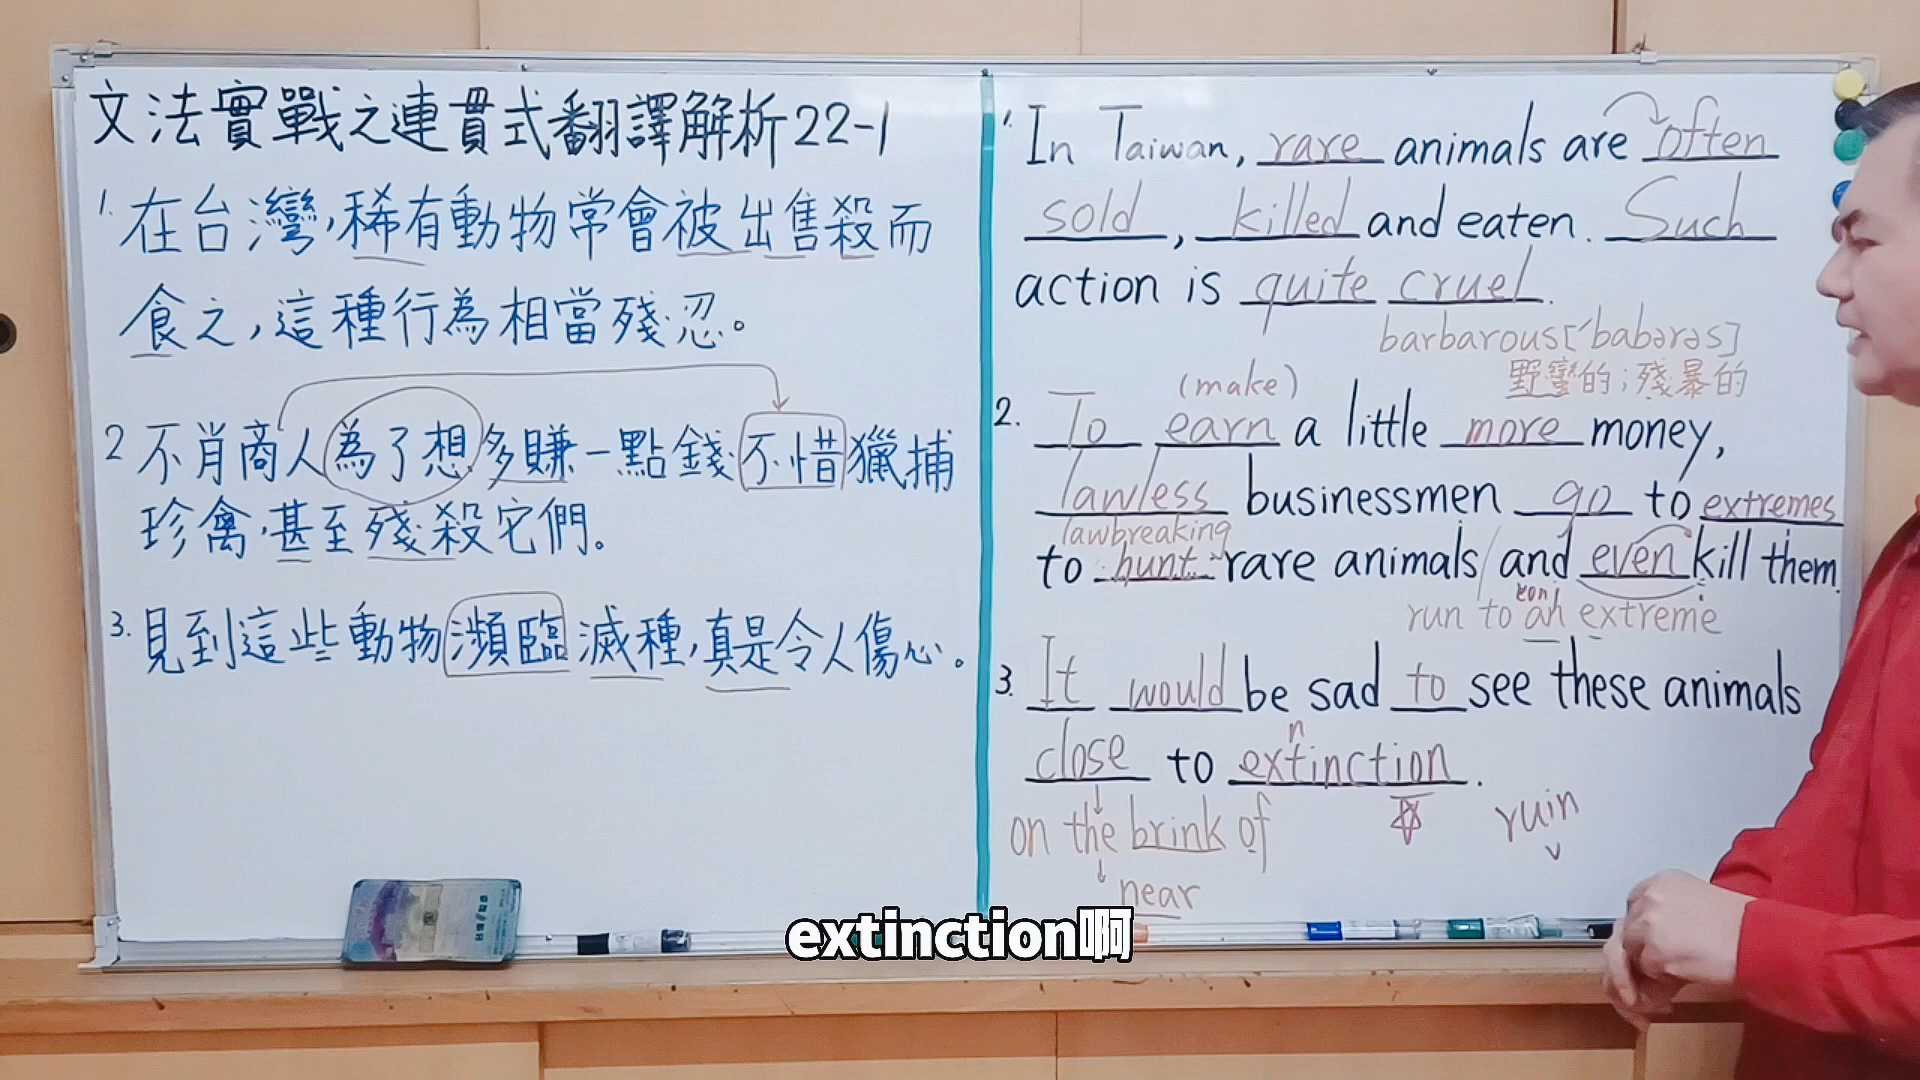 文法實戰之連貫式翻譯解析22-1
1. 在台灣,稀有動物常會被出售殺而
食之,這種行為相當殘忍。
2 不肖商人為了想多賺一點錢不惜獵捕
珍禽,甚至殘殺它們。
3. 見到這些動物瀕臨滅種,真是令人傷心。
1. In Taiwan, rare animals are often
sold, killed and eaten. Such
action is quite cruel.
barbarous['babərəs]
野蠻的;殘暴的
(make)
2. To earn a little more money,
lawless businessmen go to extremes
lawbreaking
to hunt rare animals and even kill them.
run to an extreme
3. It would be sad to see these animals
n
close to extinction.
on the brink of
ruin
near
extinction啊